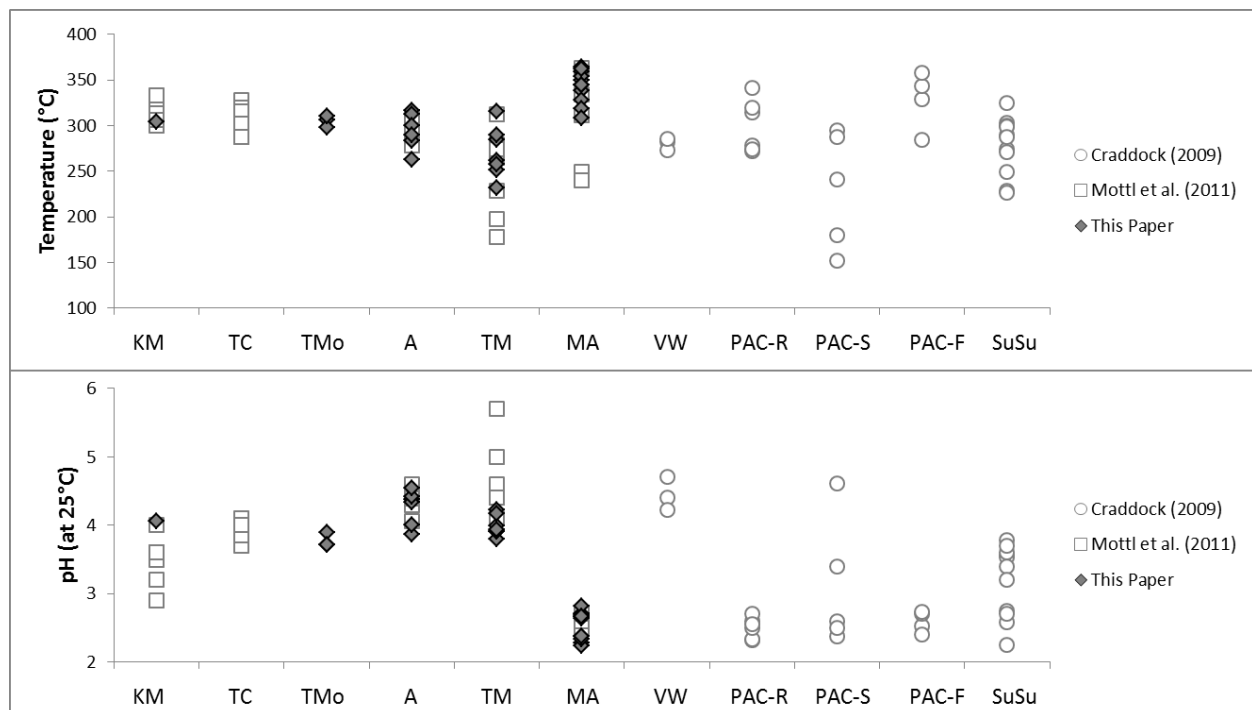 Temperature (°C)
400
350
300
250
200
150
100
KM TC TMo A TM MA VW PAC-R PAC-S PAC-F SuSu
Craddock (2009)
Mottl et al. (2011)
This Paper
pH (at 25°C)
6
5
4
3
2
KM TC TMo A TM MA VW PAC-R PAC-S PAC-F SuSu
Craddock (2009)
Mottl et al. (2011)
This Paper